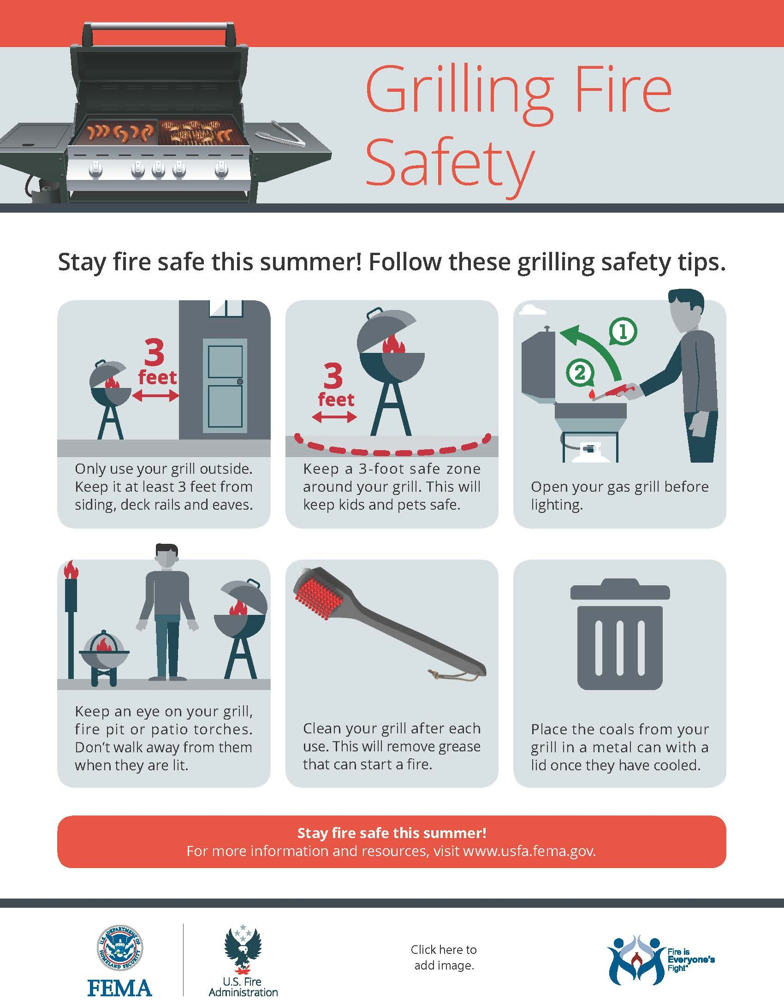 Grilling Fire
Safety
Stay fire safe this summer! Follow these grilling safety tips.
3
feet
Only use your grill outside.
Keep it at least 3 feet from
siding, deck rails and eaves.
3
feet
Keep a 3-foot safe zone
around your grill. This will
keep kids and pets safe.
1
2
Open your gas grill before
lighting.
Keep an eye on your grill,
fire pit or patio torches.
Don't walk away from them
when they are lit.
Clean your grill after each
use. This will remove grease
that can start a fire.
Place the coals from your
grill in a metal can with a
lid once they have cooled.
Stay fire safe this summer!
For more information and resources, visit www.usfa.fema.gov.
U.S. DEPARTMENT OF
HOMELAND SECURITY
FEMA
U.S. Fire
Administration
Click here to
add image.
Fire is
Everyone's
Fight®